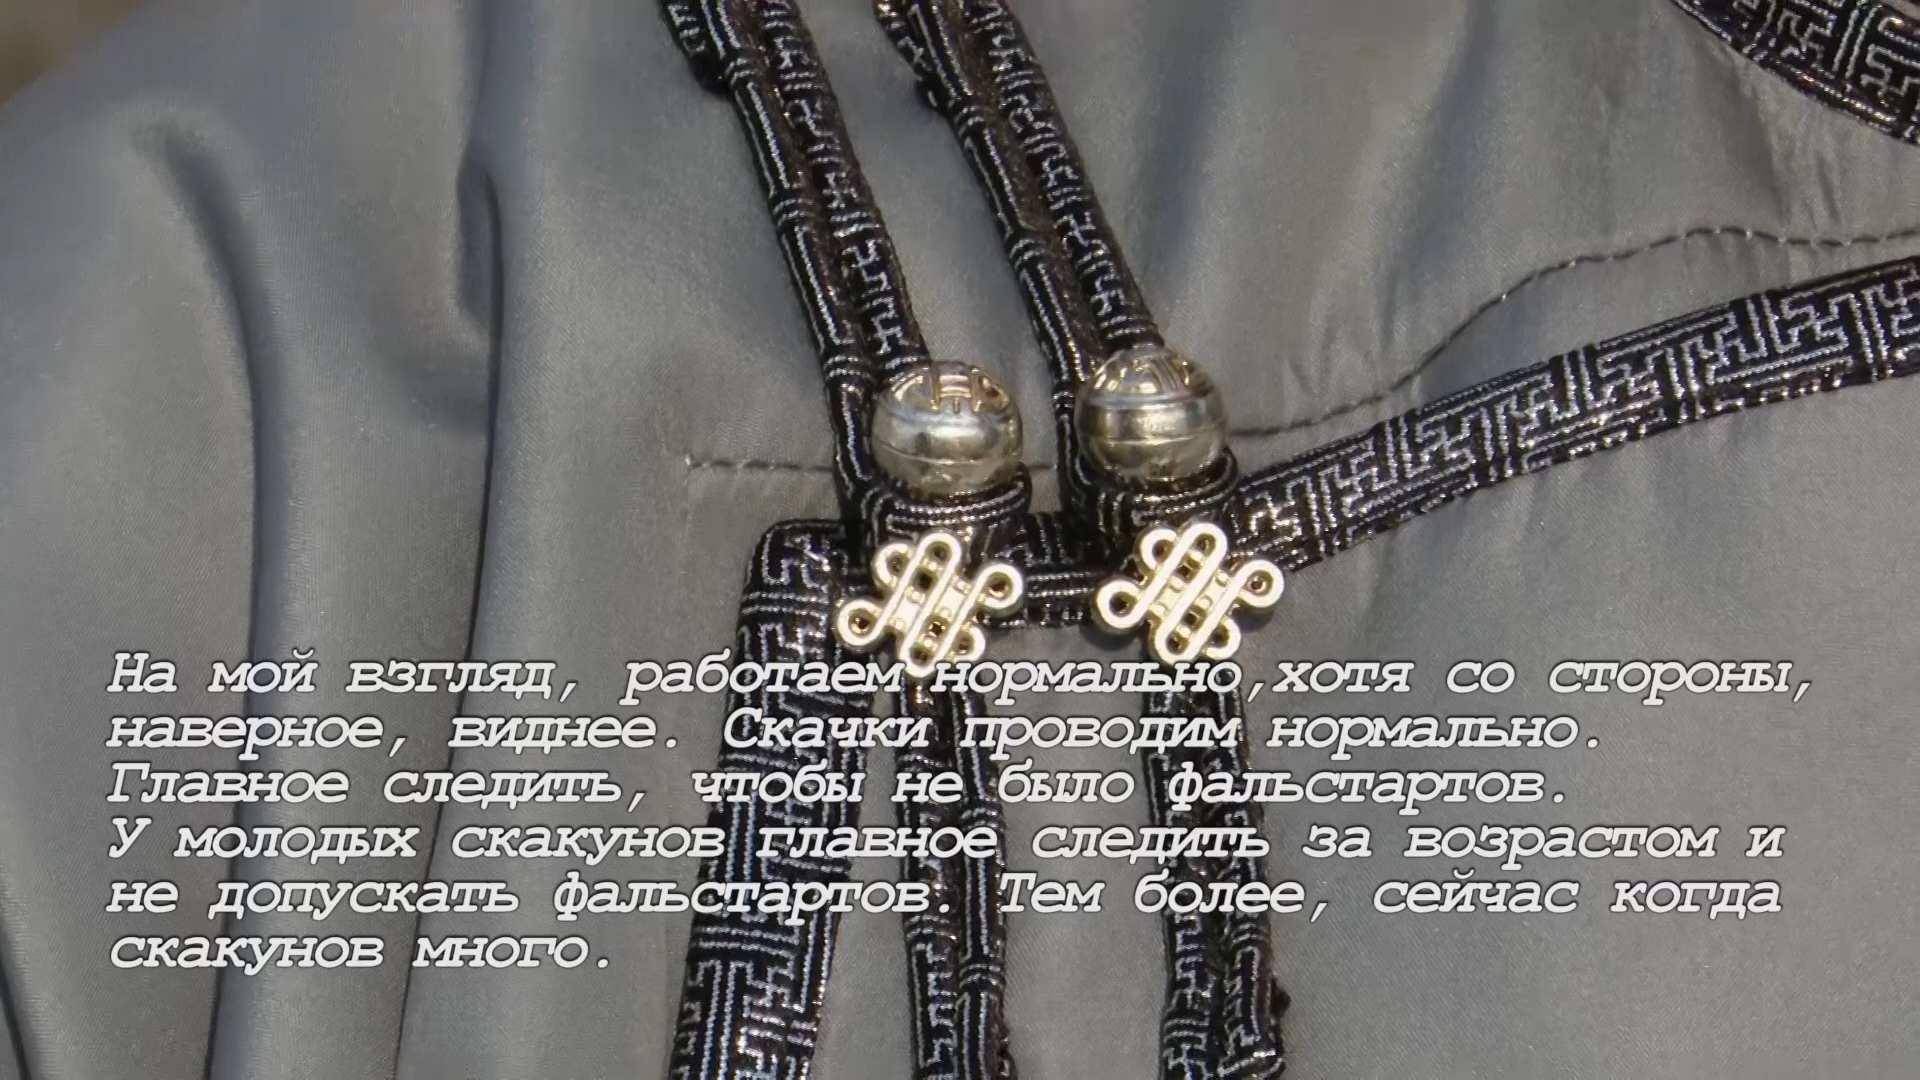 На мой взгляд, работаем нормально,хотя со стороны,
наверное, виднее. Скачки проводим нормально.
Главное следить, чтобы не было фальстартов.
У молодых скакунов главное следить за возрастом и
не допускать фальстартов. Тем более, сейчас когда
скакунов много.